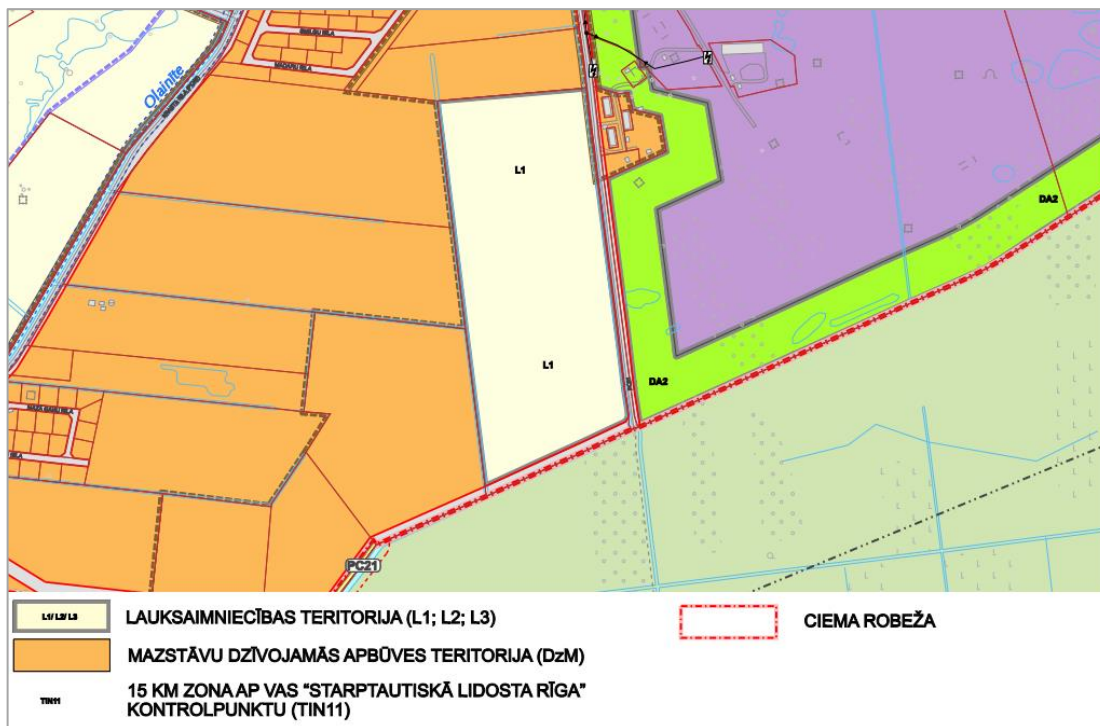 Olainīte
L1
DA2
L1
DA2
PC21
L1/ L2/ L3
LAUKSAIMNIECĪBAS TERITORIJA (L1; L2; L3)
CIEMA ROBEŽA
MAZSTĀVU DZĪVOJAMĀS APBŪVES TERITORIJA (DzM)
TIN11
15 KM ZONA AP VAS “STARPTAUTISKĀ LIDOSTA RĪGA”
KONTROLPUNKTU (TIN11)